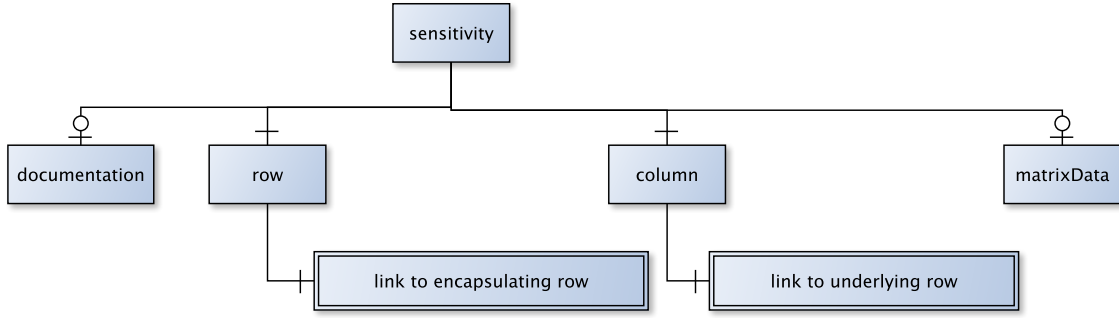 sensitivity
documentation
row
column
matrixData
link to encapsulating row
link to underlying row